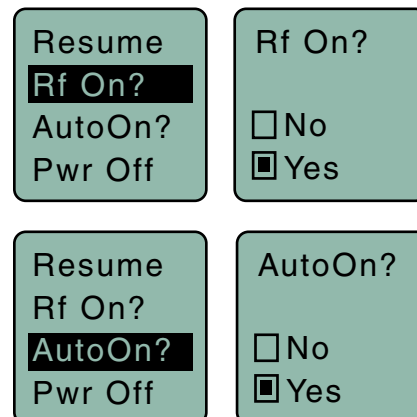 Resume
Rf On?
AutoOn?
Pwr Off
Rf On?
No
Yes
Resume
Rf On?
AutoOn?
Pwr Off
AutoOn?
No
Yes